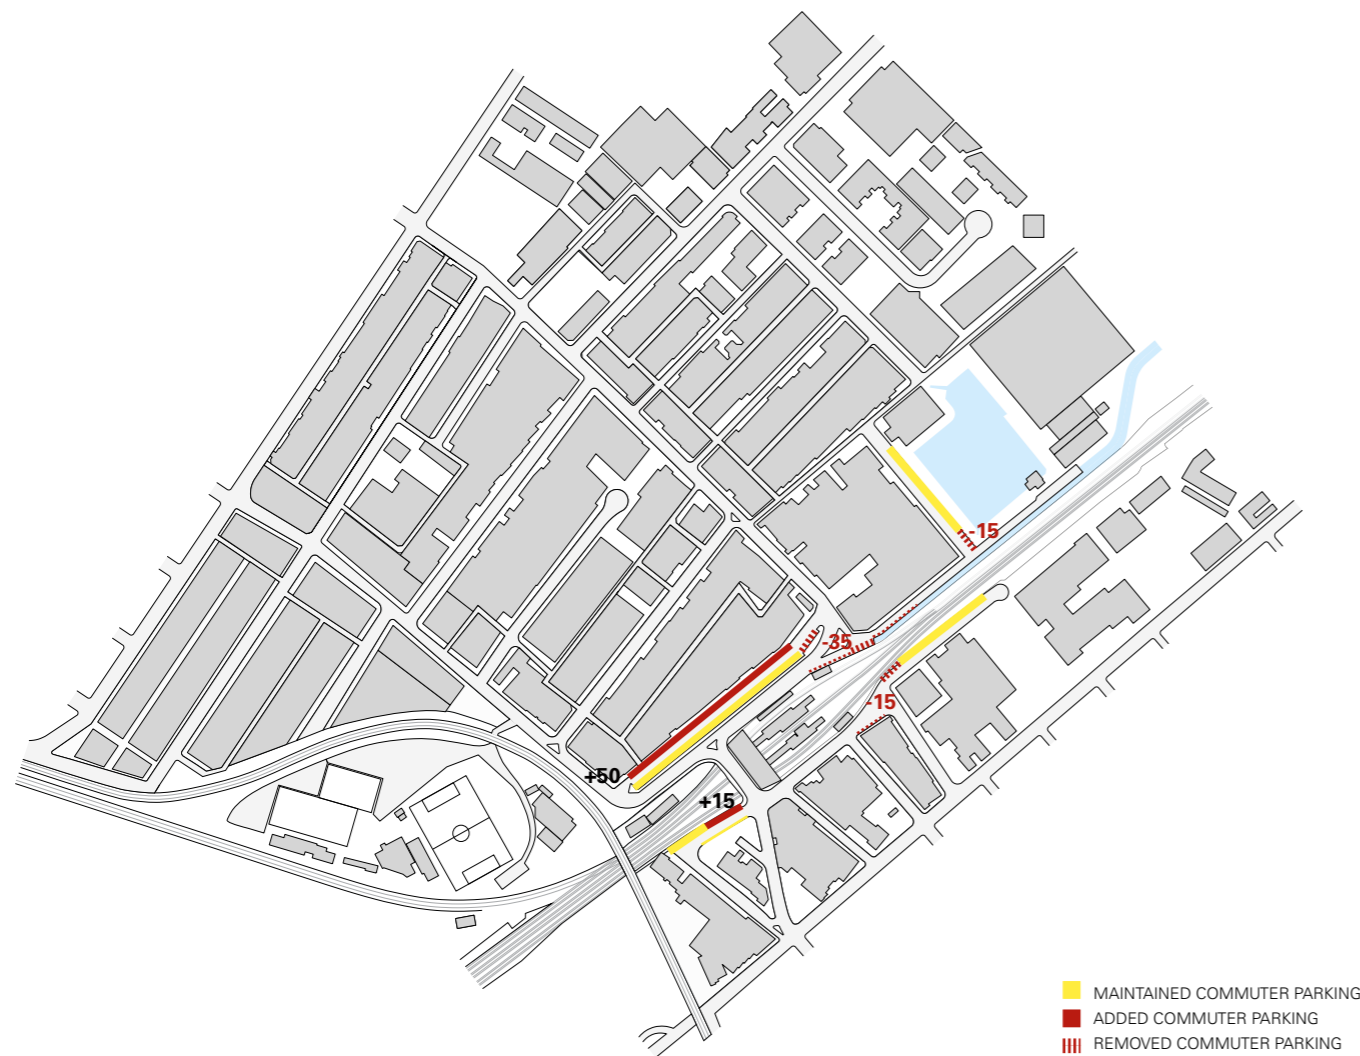 -15
-35
-15
+50
+15
MAINTAINED COMMUTER PARKING
ADDED COMMUTER PARKING
REMOVED COMMUTER PARKING